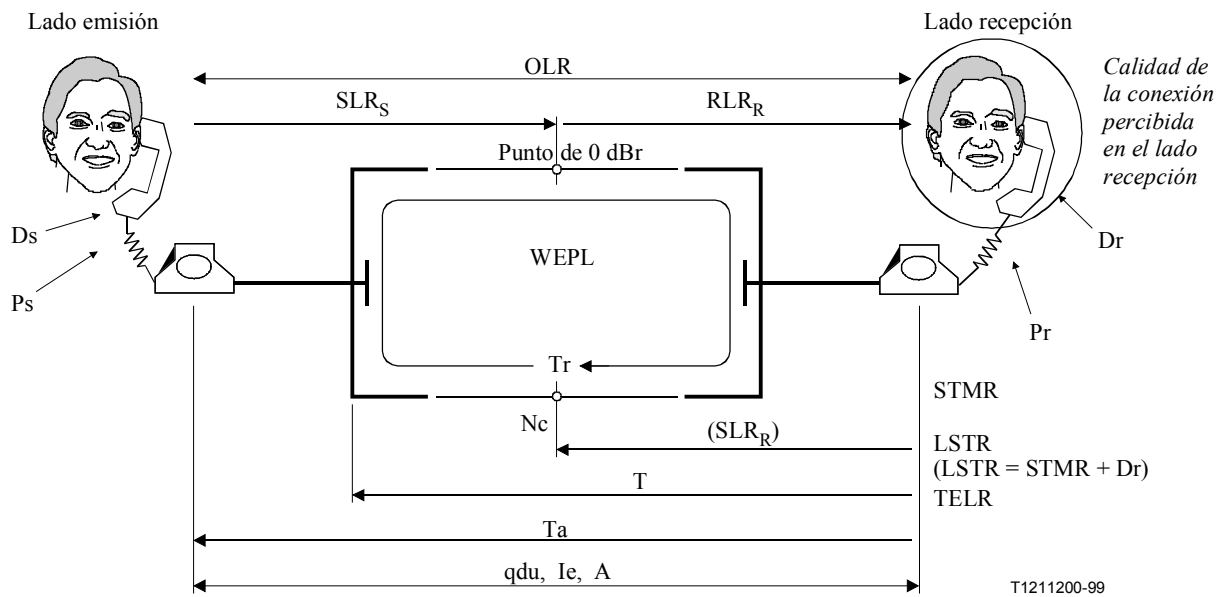 Lado emisión
Lado recepción
OLR
Calidad de
la conexión
percibida
en el lado
recepción
SLRS
RLRR
Punto de 0 dBr
Ds
Ps
WEPL
Dr
Pr
Tr
Nc
STMR
(SLRR)
LSTR
(LSTR = STMR + Dr)
T
TELR
Ta
qdu, Ie, A
T1211200-99